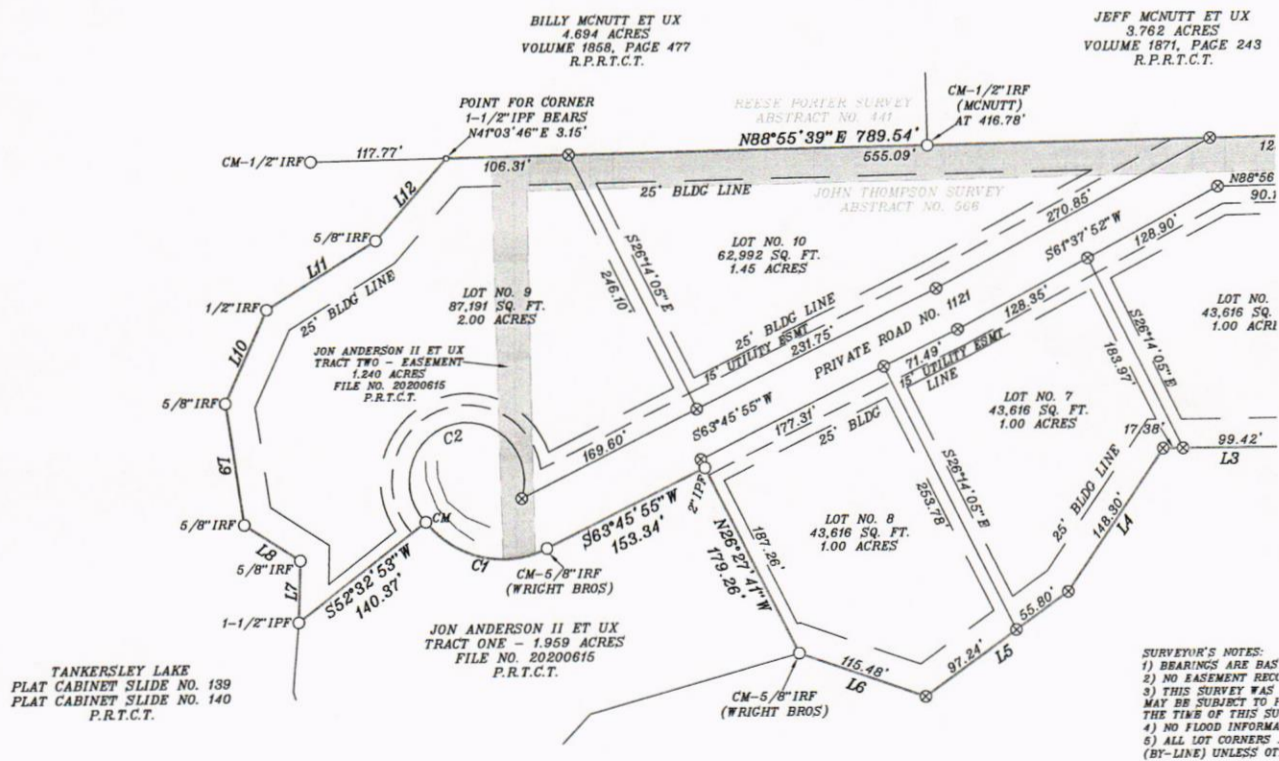 BILLY MCNUTT ET UX
4.694 ACRES
VOLUME 1858, PAGE 477
R.P.R.T.C.T.
JEFF MCNUTT ET UX
3.762 ACRES
VOLUME 1871, PAGE 243
R.P.R.T.C.T.
POINT FOR CORNER
1-1/2"IPF BEARS
N41°03'46"E 3.15'
REESE PORTER SURVEY
ABSTRACT NO. 441
CM-1/2"IRF
(MCNUTT)
AT 416.78'
N88°55'39"E 789.54'
CM-1/2"IRF
117.77'
106.31'
555.09'
12
25' BLDG LINE
JOHN THOMPSON SURVEY
ABSTRACT NO. 568
N88°56
90.1
L12
5/8"IRF
L11
25' BLDG LINE
1/2"IRF
L10
LOT NO. 9
87,191 SQ. FT.
2.00 ACRES
S26°14'05"E
246.10'
LOT NO. 10
62,992 SQ. FT.
1.45 ACRES
270.85'
S61°37'52"W
128.90'
25' BLDG LINE
15' UTILITY ESMT
231.75'
PRIVATE ROAD NO. 1121
128.35'
71.49'
15' UTILITY ESMT
LINE
25' BLDG
S26°14'05"E
183.97'
LOT NO.
43,616 SQ.
1.00 ACRI
JON ANDERSON II ET UX
TRACT TWO - EASEMENT
1.240 ACRES
FILE NO. 20200615
P.R.T.C.T.
5/8"IRF
C2
169.60'
S63°45'55"W
177.31'
LOT NO. 7
43,616 SQ. FT.
1.00 ACRES
17.38'
99.42'
L3
L9
CM
2"IPF
S63°45'55"W
153.34'
S26°14'05"E
253.78'
25' BLDG LINE
148.30'
L4
5/8"IRF
L8
5/8"IRF
L7
S52°32'53"W
140.37'
C1
CM-5/8"IRF
(WRIGHT BROS)
N26°27'41"W
179.26'
187.26'
LOT NO. 8
43,616 SQ. FT.
1.00 ACRES
55.80'
1-1/2"IPF
JON ANDERSON II ET UX
TRACT ONE - 1.959 ACRES
FILE NO. 20200615
P.R.T.C.T.
97.24'
L5
115.48'
L6
CM-5/8"IRF
(WRIGHT BROS)
TANKERSLEY LAKE
PLAT CABINET SLIDE NO. 139
PLAT CABINET SLIDE NO. 140
P.R.T.C.T.
SURVEYOR'S NOTES:
1) BEARINGS ARE BAS
2) NO EASEMENT RECO
3) THIS SURVEY WAS
MAY BE SUBJECT TO
THE TIME OF THIS SU
4) NO FLOOD INFORMA
5) ALL LOT CORNERS
(BY-LINE) UNLESS OT